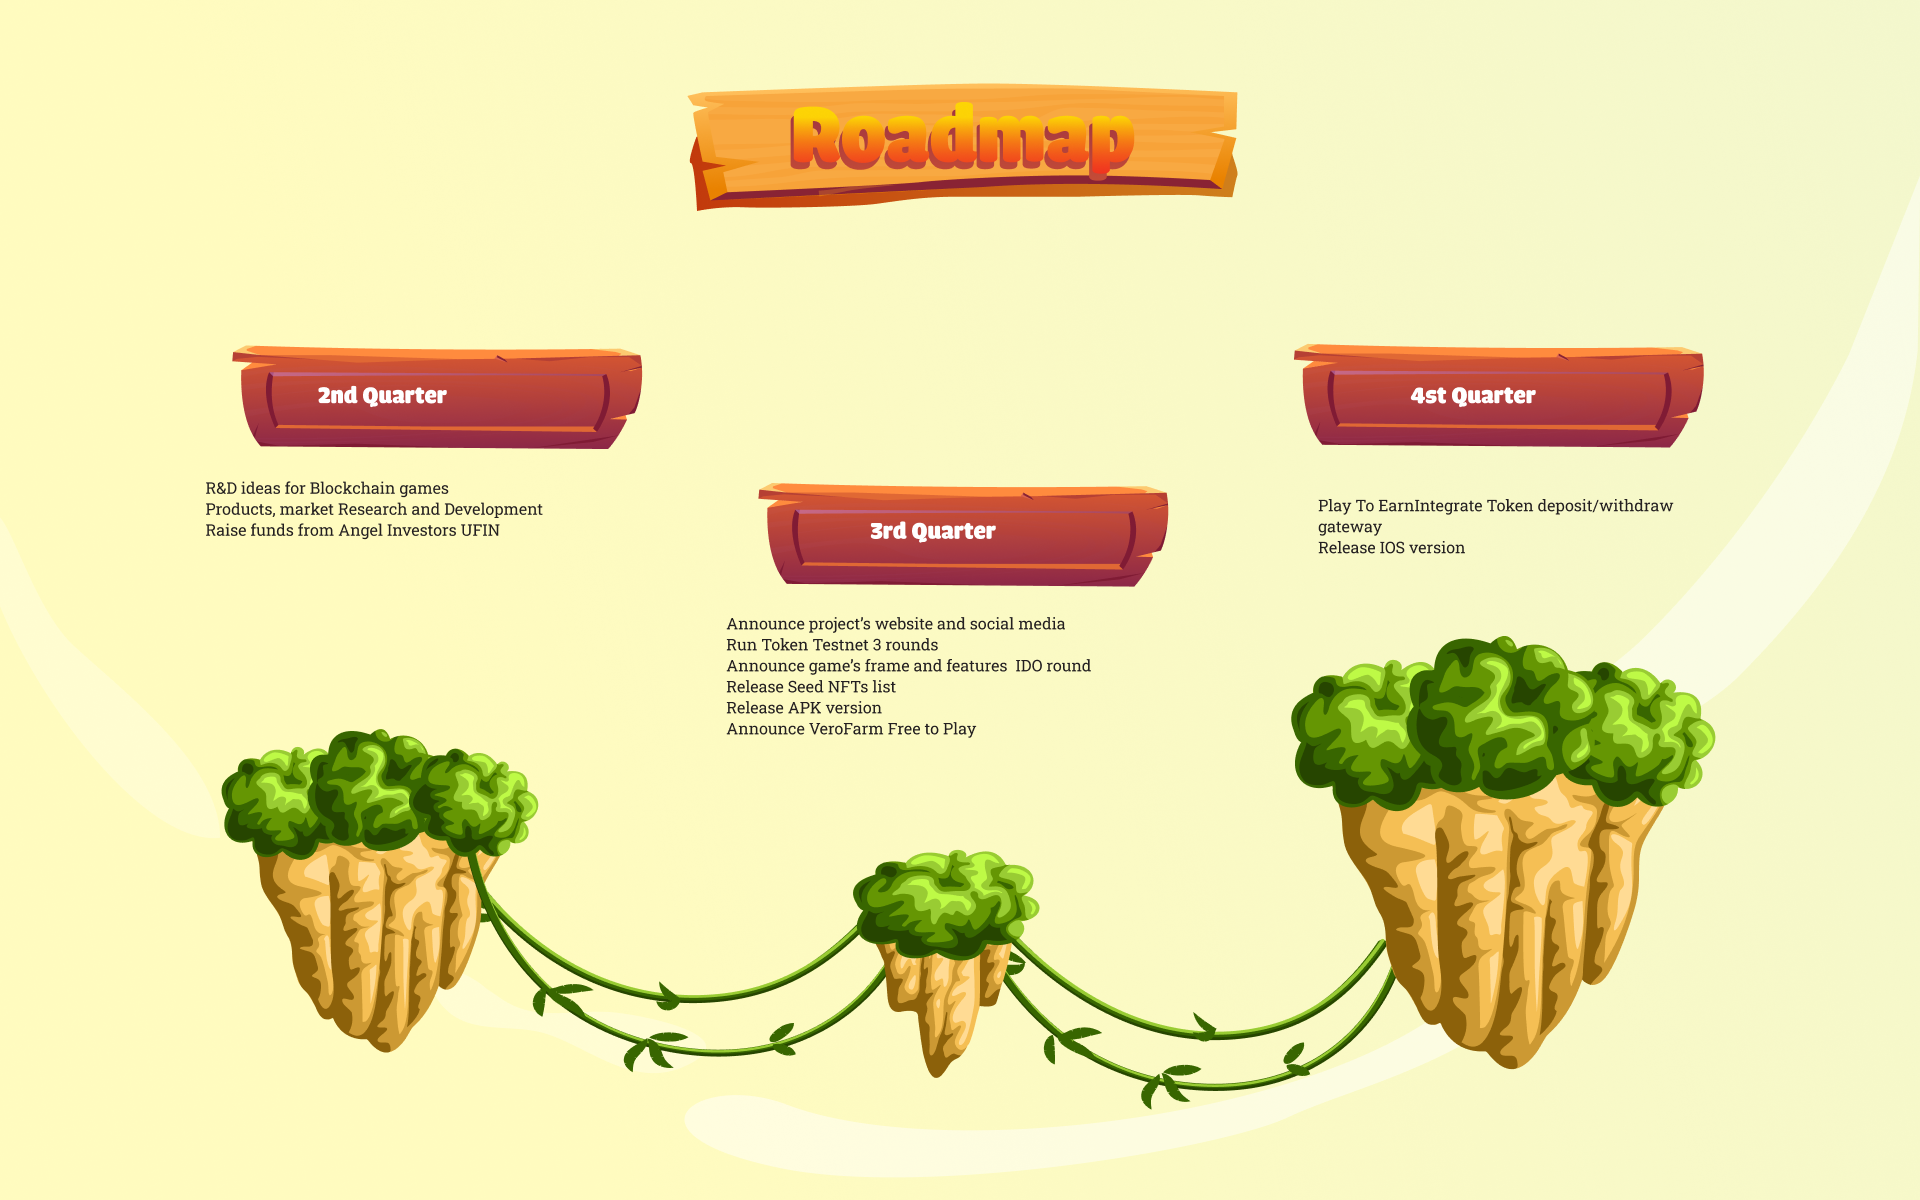 Roadmap
2nd Quarter
R&D ideas for Blockchain games
Products, market Research and Development
Raise funds from Angel Investors UFIN
3rd Quarter
Announce project’s website and social media
Run Token Testnet 3 rounds
Announce game’s frame and features  IDO round
Release Seed NFTs list
Release APK version
Announce VeroFarm Free to Play
4st Quarter
Play To EarnIntegrate Token deposit/withdraw
gateway
Release IOS version